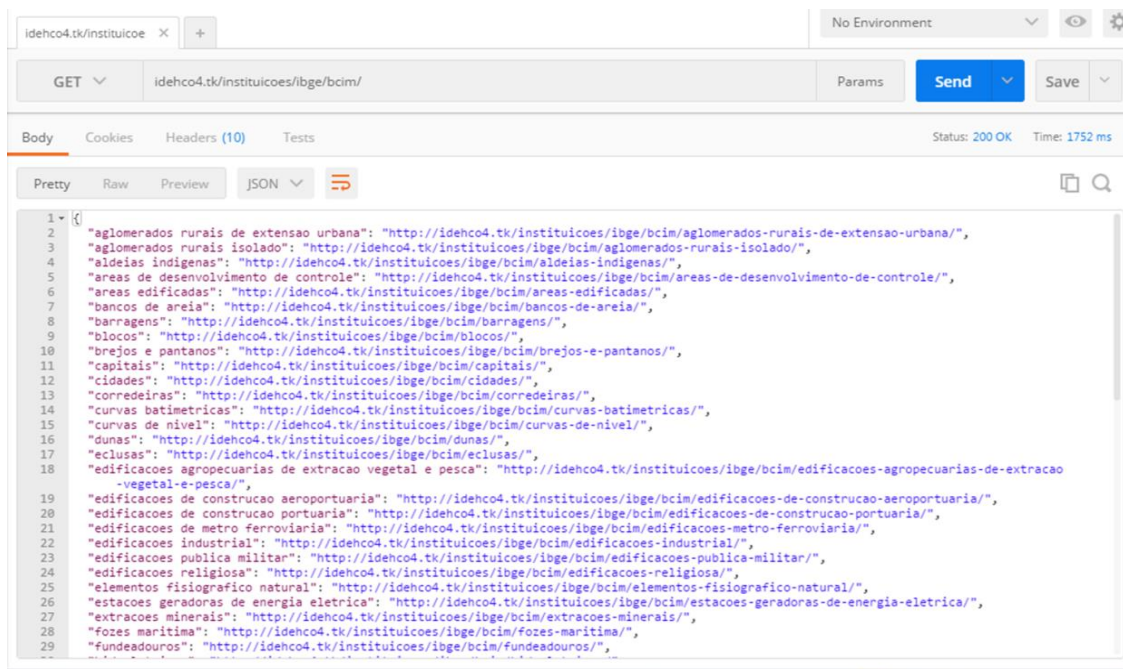 idehco4.tk/instituicoe × +
No Environment
GET idehco4.tk/instituicoes/ibge/bcim/ Params Send Save
Body Cookies Headers (10) Tests Status: 200 OK Time: 1752 ms
Pretty Raw Preview JSON
1 {
2 "aglomerados rurais de extensao urbana": "http://idehco4.tk/instituicoes/ibge/bcim/aglomerados-rurais-de-extensao-urbana/",
3 "aglomerados rurais isolado": "http://idehco4.tk/instituicoes/ibge/bcim/aglomerados-rurais-isolado/",
4 "aldeias indigenas": "http://idehco4.tk/instituicoes/ibge/bcim/aldeias-indigenas/",
5 "areas de desenvolvimento de controle": "http://idehco4.tk/instituicoes/ibge/bcim/areas-de-desenvolvimento-de-controle/",
6 "areas edificadas": "http://idehco4.tk/instituicoes/ibge/bcim/areas-edificadas/",
7 "bancos de areia": "http://idehco4.tk/instituicoes/ibge/bcim/bancos-de-areia/",
8 "barragens": "http://idehco4.tk/instituicoes/ibge/bcim/barragens/",
9 "blocos": "http://idehco4.tk/instituicoes/ibge/bcim/blocos/",
10 "brejos e pantanos": "http://idehco4.tk/instituicoes/ibge/bcim/brejos-e-pantanos/",
11 "capitais": "http://idehco4.tk/instituicoes/ibge/bcim/capitais/",
12 "cidades": "http://idehco4.tk/instituicoes/ibge/bcim/cidades/",
13 "corredeiras": "http://idehco4.tk/instituicoes/ibge/bcim/corredeiras/",
14 "curvas batimetricas": "http://idehco4.tk/instituicoes/ibge/bcim/curvas-batimetricas/",
15 "curvas de nivel": "http://idehco4.tk/instituicoes/ibge/bcim/curvas-de-nivel/",
16 "dunas": "http://idehco4.tk/instituicoes/ibge/bcim/dunas/",
17 "eclusas": "http://idehco4.tk/instituicoes/ibge/bcim/eclusas/",
18 "edificacoes agropecuarias de extracao vegetal e pesca": "http://idehco4.tk/instituicoes/ibge/bcim/edificacoes-agropecuarias-de-extracao
-vegetal-e-pesca/",
19 "edificacoes de construcao aeroportuaria": "http://idehco4.tk/instituicoes/ibge/bcim/edificacoes-de-construcao-aeroportuaria/",
20 "edificacoes de construcao portuaria": "http://idehco4.tk/instituicoes/ibge/bcim/edificacoes-de-construcao-portuaria/",
21 "edificacoes de metro ferroviaria": "http://idehco4.tk/instituicoes/ibge/bcim/edificacoes-metro-ferroviaria/",
22 "edificacoes industrial": "http://idehco4.tk/instituicoes/ibge/bcim/edificacoes-industrial/",
23 "edificacoes publica militar": "http://idehco4.tk/instituicoes/ibge/bcim/edificacoes-publica-militar/",
24 "edificacoes religiosa": "http://idehco4.tk/instituicoes/ibge/bcim/edificacoes-religiosa/",
25 "elementos fisiografico natural": "http://idehco4.tk/instituicoes/ibge/bcim/elementos-fisiografico-natural/",
26 "estacoes geradoras de energia eletrica": "http://idehco4.tk/instituicoes/ibge/bcim/estacoes-geradoras-de-energia-eletrica/",
27 "extracoes minerais": "http://idehco4.tk/instituicoes/ibge/bcim/extracoes-minerais/",
28 "fozes maritima": "http://idehco4.tk/instituicoes/ibge/bcim/fozes-maritima/",
29 "fundeadouros": "http://idehco4.tk/instituicoes/ibge/bcim/fundeadouros/",